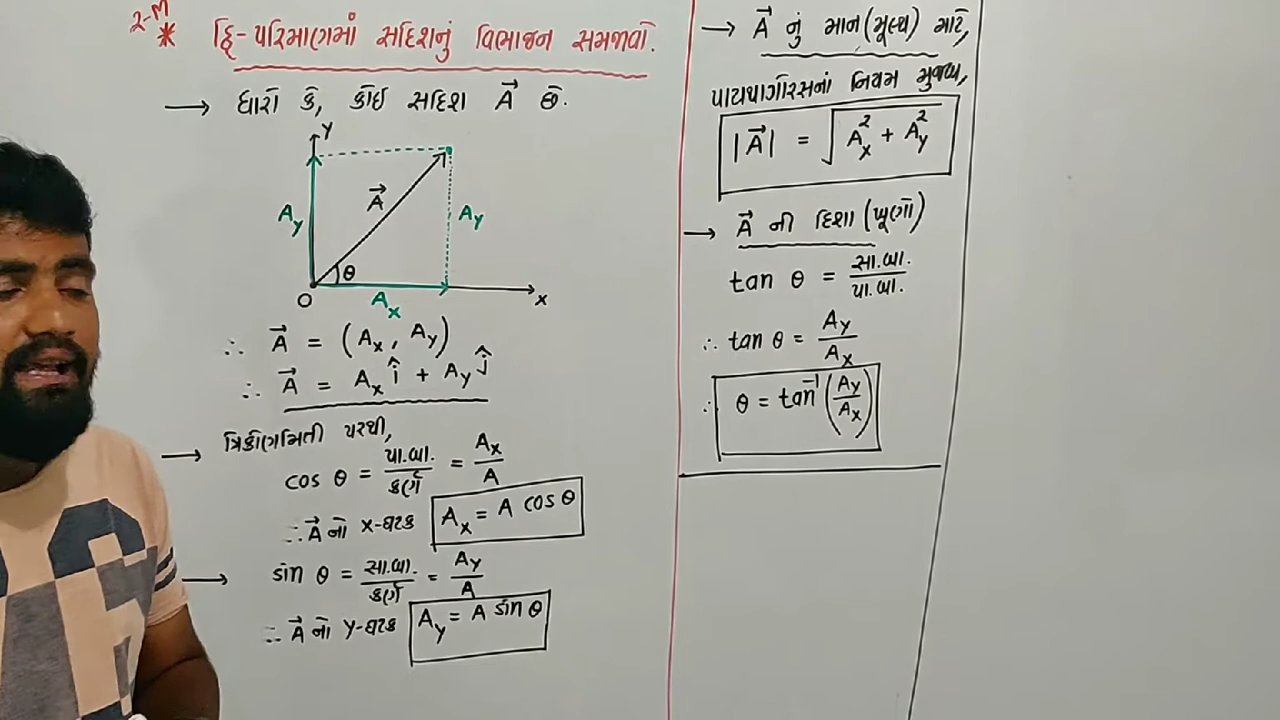 2-M
* દ્વિ-પરિમાણમાં સદિશનું વિભાજન સમજાવો.
→ ધારો કે, કોઈ સદિશ A⃗ છે.
Y
A⃗
Ay
Ay
θ
O
Ax
x
∴ A⃗ = (Ax, Ay)
∴ A⃗ = Ax î + Ay ĵ
→ ત્રિકોણમિતી પરથી,
cos θ = પા.બા./કર્ણ = Ax/A
∴ A⃗ નો x-ઘટક Ax = A cos θ
→ sin θ = સા.બા./કર્ણ = Ay/A
∴ A⃗ નો y-ઘટક Ay = A sin θ
→ A⃗ નું માન (મૂલ્ય) માટે,
પાયથાગોરસનાં નિયમ મુજબ,
|A⃗| = √(Ax² + Ay²)
→ A⃗ ની દિશા (ખૂણો)
tan θ = સા.બા./પા.બા.
∴ tan θ = Ay/Ax
∴ θ = tan⁻¹(Ay/Ax)